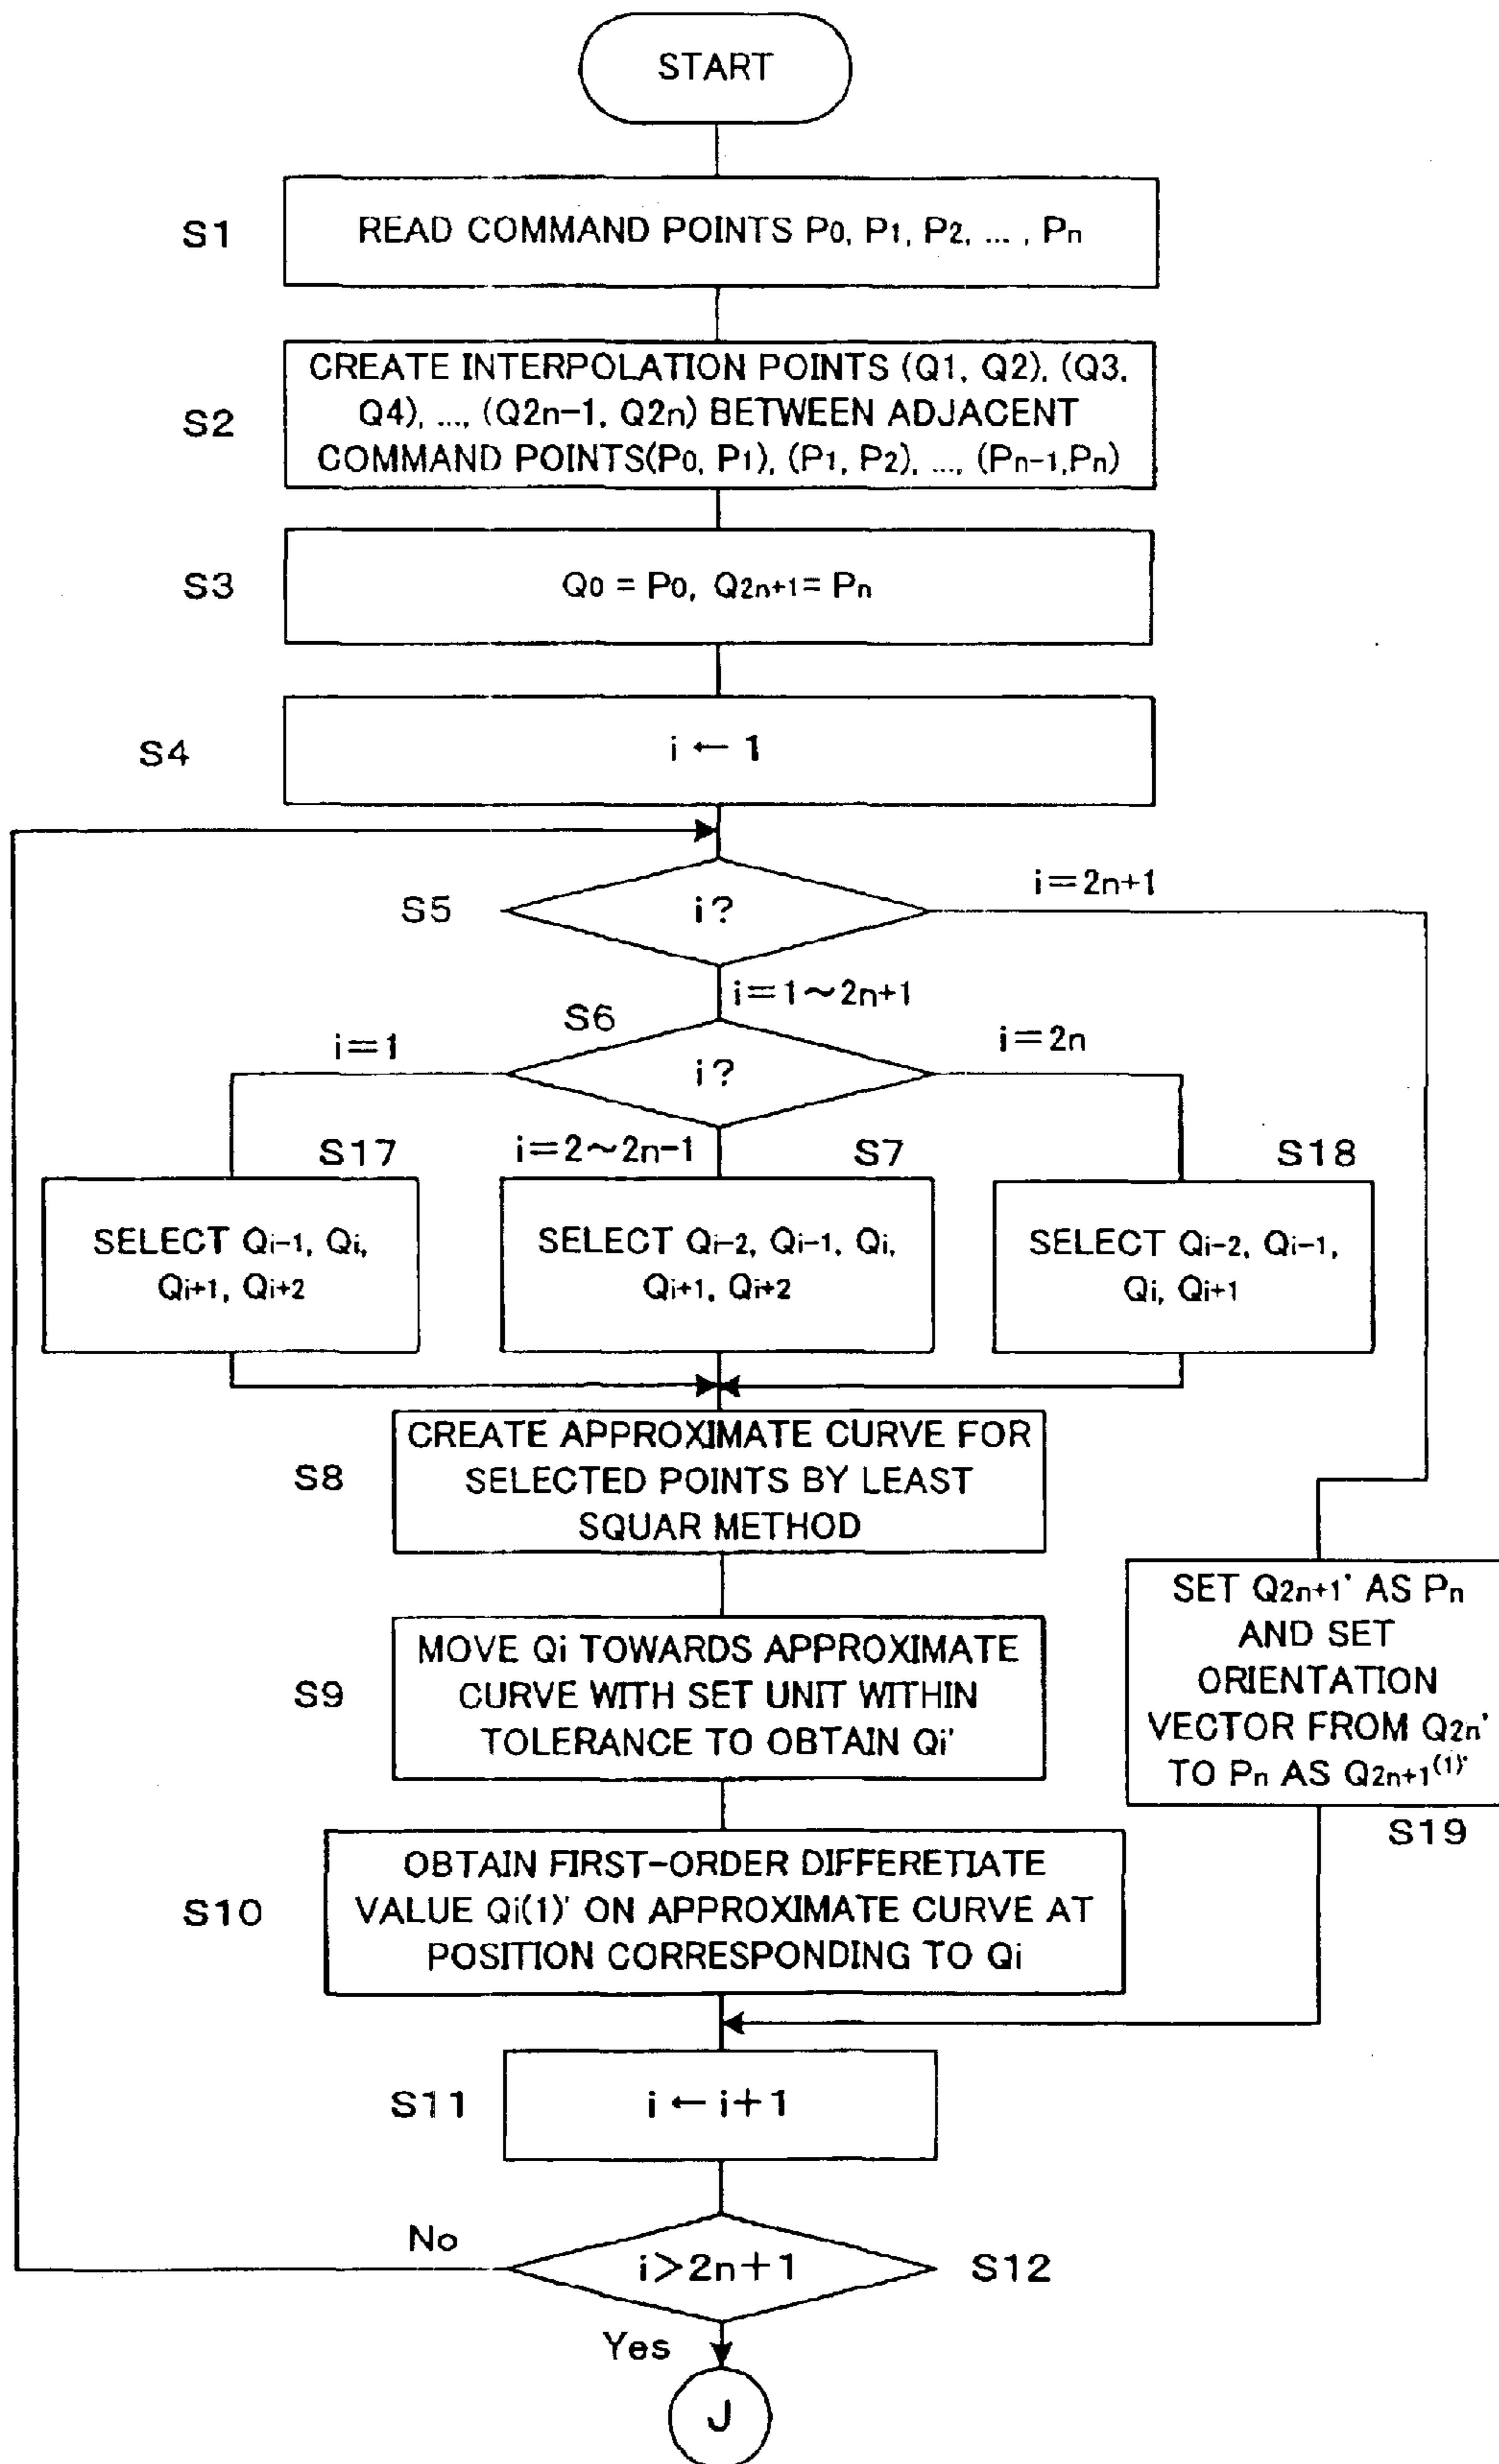 START
S1
READ COMMAND POINTS P0, P1, P2, ... , Pn
S2
CREATE INTERPOLATION POINTS (Q1, Q2), (Q3,
Q4), ..., (Q2n-1, Q2n) BETWEEN ADJACENT
COMMAND POINTS(P0, P1), (P1, P2), ..., (Pn-1,Pn)
S3
Q0 = P0, Q2n+1= Pn
S4
i ← 1
S5
i?
i=2n+1
i=1~2n+1
S6
i=1
i?
i=2n
S17
i=2~2n-1
S7
S18
SELECT Qi-1, Qi,
Qi+1, Qi+2
SELECT Qi-2, Qi-1, Qi,
Qi+1, Qi+2
SELECT Qi-2, Qi-1,
Qi, Qi+1
S8
CREATE APPROXIMATE CURVE FOR
SELECTED POINTS BY LEAST
SQUAR METHOD
S9
MOVE Qi TOWARDS APPROXIMATE
CURVE WITH SET UNIT WITHIN
TOLERANCE TO OBTAIN Qi'
SET Q2n+1' AS Pn
AND SET
ORIENTATION
VECTOR FROM Q2n'
TO Pn AS Q2n+1(1)'
S19
S10
OBTAIN FIRST-ORDER DIFFERETIATE
VALUE Qi(1)' ON APPROXIMATE CURVE AT
POSITION CORRESPONDING TO Qi
S11
i ← i+1
No
i>2n+1
S12
Yes
J